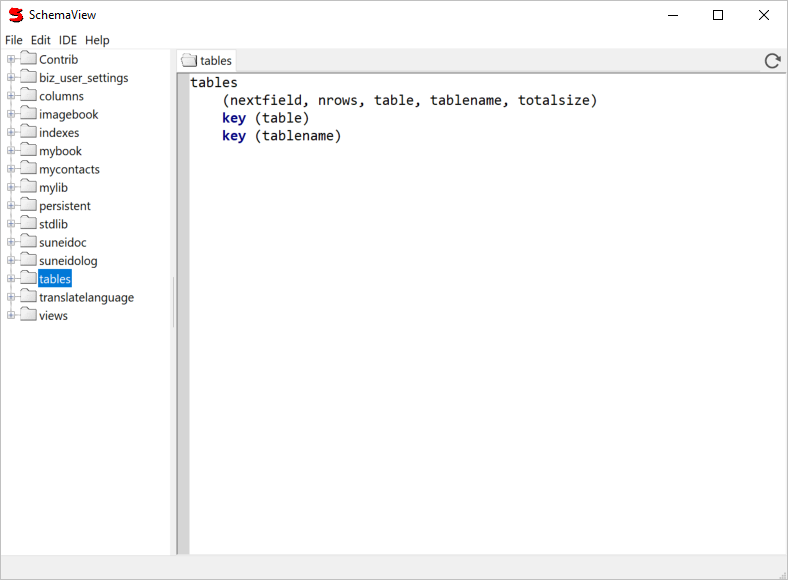 SchemaView
File Edit IDE Help
Contrib
biz_user_settings
columns
imagebook
indexes
mybook
mycontacts
mylib
persistent
stdlib
suneidoc
suneidolog
tables
translatelanguage
views
tables
tables
(nextfield, nrows, table, tablename, totalsize)
key (table)
key (tablename)